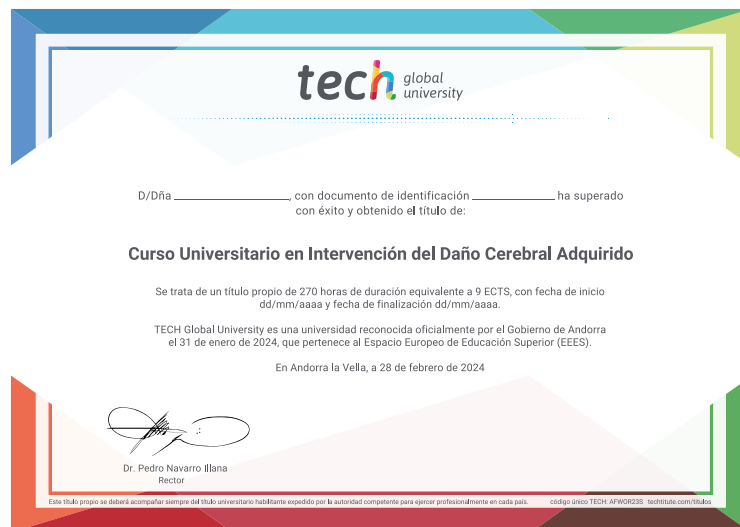 tech global university
D/Dña ____________________, con documento de identificación ______________ ha superado
con éxito y obtenido el título de:
Curso Universitario en Intervención del Daño Cerebral Adquirido
Se trata de un título propio de 270 horas de duración equivalente a 9 ECTS, con fecha de inicio
dd/mm/aaaa y fecha de finalización dd/mm/aaaa.
TECH Global University es una universidad reconocida oficialmente por el Gobierno de Andorra
el 31 de enero de 2024, que pertenece al Espacio Europeo de Educación Superior (EEES).
En Andorra la Vella, a 28 de febrero de 2024
Dr. Pedro Navarro Illana
Rector
Este título propio se deberá acompañar siempre del título universitario habilitante expedido por la autoridad competente para ejercer profesionalmente en cada país. código único TECH: AFWOR23S techtitute.com/titulos